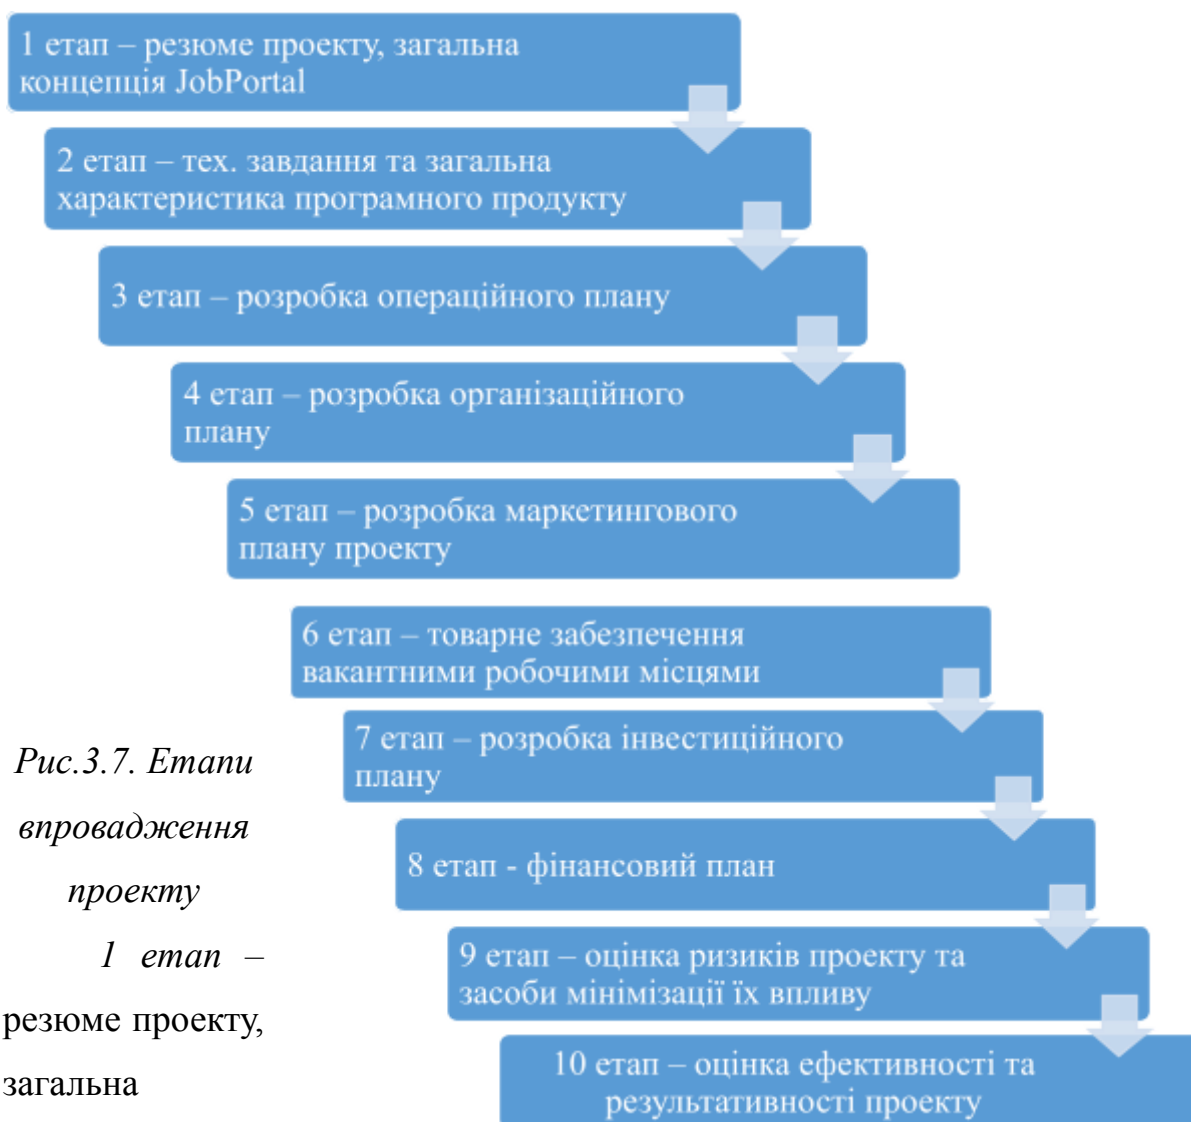 1 етап – резюме проекту, загальна
концепція JobPortal
2 етап – тех. завдання та загальна
характеристика програмного продукту
3 етап – розробка операційного плану
4 етап – розробка організаційного
плану
5 етап – розробка маркетингового
плану проекту
6 етап – товарне забезпечення
вакантними робочими місцями
7 етап – розробка інвестиційного
плану
8 етап - фінансовий план
9 етап – оцінка ризиків проекту та
засоби мінімізації їх впливу
10 етап – оцінка ефективності та
результативності проекту
Рис.3.7. Етапи
впровадження
проекту
1 етап –
резюме проекту,
загальна